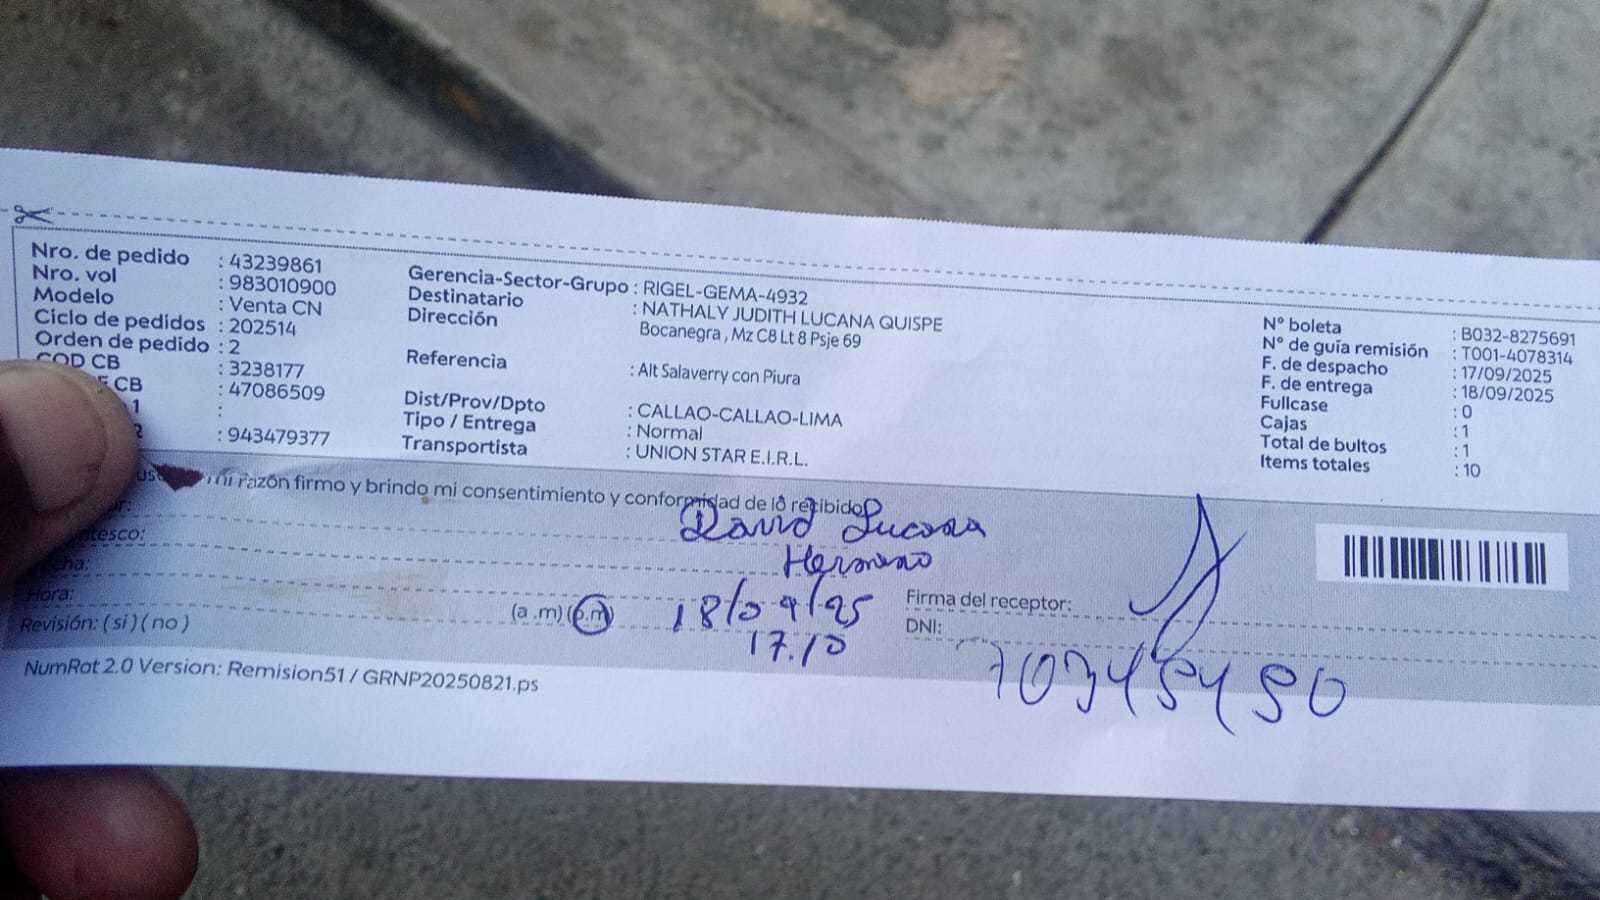 Nro. de pedido : 43239861
Nro. vol : 983010900
Modelo : Venta CN
Ciclo de pedidos : 202514
Orden de pedido : 2
COD CB : 3238177
CB : 47086509
1 :
: 943479377
Gerencia-Sector-Grupo : RIGEL-GEMA-4932
Destinatario : NATHALY JUDITH LUCANA QUISPE
Dirección Bocanegra , Mz C8 Lt 8 Psje 69
Referencia : Alt Salaverry con Piura
Dist/Prov/Dpto : CALLAO-CALLAO-LIMA
Tipo / Entrega : Normal
Transportista : UNION STAR E.I.R.L.
N° boleta : B032-8275691
N° de guía remisión : T001-4078314
F. de despacho : 17/09/2025
F. de entrega : 18/09/2025
Fullcase : 0
Cajas : 1
Total de bultos : 1
Items totales : 10
mi razón firmo y brindo mi consentimiento y conformidad de lo recibido
David Lucana
Hermano
Hora: (a .m) (p.m) 18/09/25
17.10
Revisión: ( si ) ( no )
Firma del receptor:
DNI:
NumRot 2.0 Version: Remision51 / GRNP20250821.ps